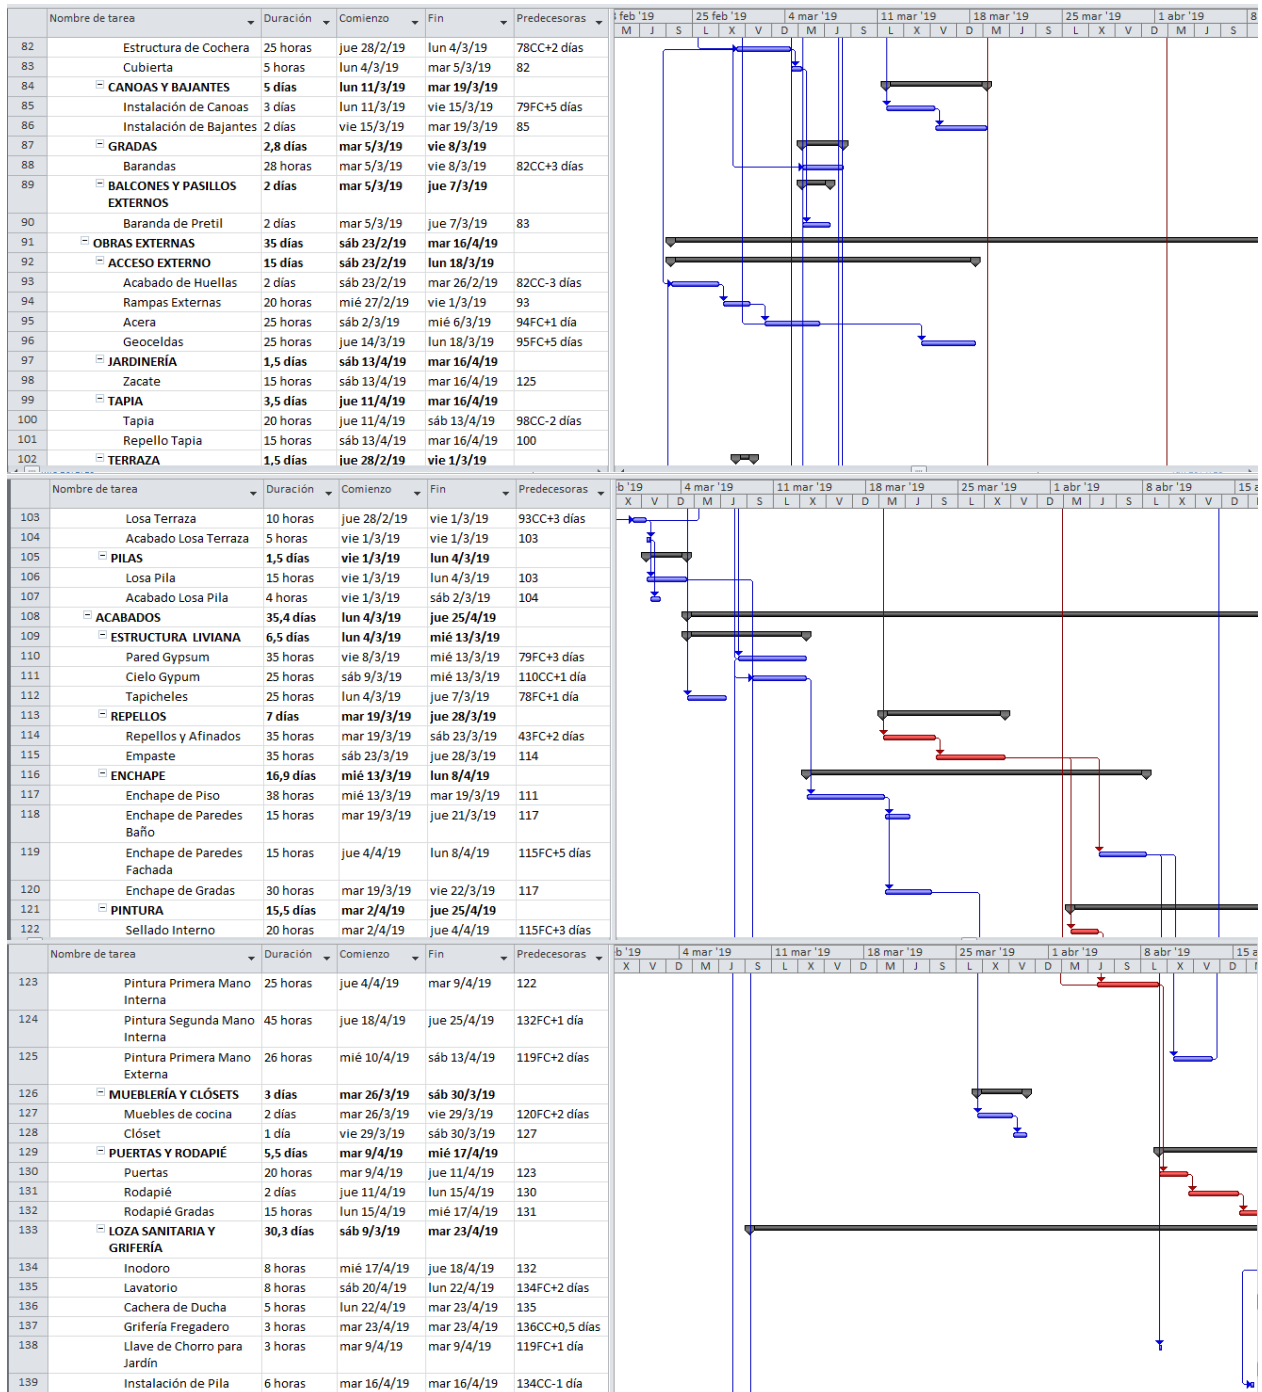 Nombre de tarea Duración Comienzo Fin Predecesoras feb '19 25 feb '19 4 mar '19 11 mar '19 18 mar '19 25 mar '19 1 abr '19 8
M J S L X V D M J S L X V D M J S L X V D M J S
82 Estructura de Cochera 25 horas jue 28/2/19 lun 4/3/19 78CC+2 días
83 Cubierta 5 horas lun 4/3/19 mar 5/3/19 82
84 CANOAS Y BAJANTES 5 días lun 11/3/19 mar 19/3/19
85 Instalación de Canoas 3 días lun 11/3/19 vie 15/3/19 79FC+5 días
86 Instalación de Bajantes 2 días vie 15/3/19 mar 19/3/19 85
87 GRADAS 2,8 días mar 5/3/19 vie 8/3/19
88 Barandas 28 horas mar 5/3/19 vie 8/3/19 82CC+3 días
89 BALCONES Y PASILLOS 2 días mar 5/3/19 jue 7/3/19
EXTERNOS
90 Baranda de Pretil 2 días mar 5/3/19 jue 7/3/19 83
91 OBRAS EXTERNAS 35 días sáb 23/2/19 mar 16/4/19
92 ACCESO EXTERNO 15 días sáb 23/2/19 lun 18/3/19
93 Acabado de Huellas 2 días sáb 23/2/19 mar 26/2/19 82CC-3 días
94 Rampas Externas 20 horas mié 27/2/19 vie 1/3/19 93
95 Acera 25 horas sáb 2/3/19 mié 6/3/19 94FC+1 día
96 Geoceldas 25 horas jue 14/3/19 lun 18/3/19 95FC+5 días
97 JARDINERÍA 1,5 días sáb 13/4/19 mar 16/4/19
98 Zacate 15 horas sáb 13/4/19 mar 16/4/19 125
99 TAPIA 3,5 días jue 11/4/19 mar 16/4/19
100 Tapia 20 horas jue 11/4/19 sáb 13/4/19 98CC-2 días
101 Repello Tapia 15 horas sáb 13/4/19 mar 16/4/19 100
102 TERRAZA 1,5 días jue 28/2/19 vie 1/3/19
Nombre de tarea Duración Comienzo Fin Predecesoras b '19 4 mar '19 11 mar '19 18 mar '19 25 mar '19 1 abr '19 8 abr '19 15 a
X V D M J S L X V D M J S L X V D M J S L X V D
103 Losa Terraza 10 horas jue 28/2/19 vie 1/3/19 93CC+3 días
104 Acabado Losa Terraza 5 horas vie 1/3/19 vie 1/3/19 103
105 PILAS 1,5 días vie 1/3/19 lun 4/3/19
106 Losa Pila 15 horas vie 1/3/19 lun 4/3/19 103
107 Acabado Losa Pila 4 horas vie 1/3/19 sáb 2/3/19 104
108 ACABADOS 35,4 días lun 4/3/19 jue 25/4/19
109 ESTRUCTURA LIVIANA 6,5 días lun 4/3/19 mié 13/3/19
110 Pared Gypsum 35 horas vie 8/3/19 mié 13/3/19 79FC+3 días
111 Cielo Gypum 25 horas sáb 9/3/19 mié 13/3/19 110CC+1 día
112 Tapicheles 25 horas lun 4/3/19 jue 7/3/19 78FC+1 día
113 REPELLOS 7 días mar 19/3/19 jue 28/3/19
114 Repellos y Afinados 35 horas mar 19/3/19 sáb 23/3/19 43FC+2 días
115 Empaste 35 horas sáb 23/3/19 jue 28/3/19 114
116 ENCHAPE 16,9 días mié 13/3/19 lun 8/4/19
117 Enchape de Piso 38 horas mié 13/3/19 mar 19/3/19 111
118 Enchape de Paredes 15 horas mar 19/3/19 jue 21/3/19 117
Baño
119 Enchape de Paredes 15 horas jue 4/4/19 lun 8/4/19 115FC+5 días
Fachada
120 Enchape de Gradas 30 horas mar 19/3/19 vie 22/3/19 117
121 PINTURA 15,5 días mar 2/4/19 jue 25/4/19
122 Sellado Interno 20 horas mar 2/4/19 jue 4/4/19 115FC+3 días
Nombre de tarea Duración Comienzo Fin Predecesoras b '19 4 mar '19 11 mar '19 18 mar '19 25 mar '19 1 abr '19 8 abr '19 15 a
X V D M J S L X V D M J S L X V D M J S L X V D
123 Pintura Primera Mano 25 horas jue 4/4/19 mar 9/4/19 122
Interna
124 Pintura Segunda Mano 45 horas jue 18/4/19 jue 25/4/19 132FC+1 día
Interna
125 Pintura Primera Mano 26 horas mié 10/4/19 sáb 13/4/19 119FC+2 días
Externa
126 MUEBLERÍA Y CLÓSETS 3 días mar 26/3/19 sáb 30/3/19
127 Muebles de cocina 2 días mar 26/3/19 vie 29/3/19 120FC+2 días
128 Clóset 1 día vie 29/3/19 sáb 30/3/19 127
129 PUERTAS Y RODAPIÉ 5,5 días mar 9/4/19 mié 17/4/19
130 Puertas 20 horas mar 9/4/19 jue 11/4/19 123
131 Rodapié 2 días jue 11/4/19 lun 15/4/19 130
132 Rodapié Gradas 15 horas lun 15/4/19 mié 17/4/19 131
133 LOZA SANITARIA Y 30,3 días sáb 9/3/19 mar 23/4/19
GRIFERÍA
134 Inodoro 8 horas mié 17/4/19 jue 18/4/19 132
135 Lavatorio 8 horas sáb 20/4/19 lun 22/4/19 134FC+2 días
136 Cachera de Ducha 5 horas lun 22/4/19 mar 23/4/19 135
137 Grifería Fregadero 3 horas mar 23/4/19 mar 23/4/19 136CC+0,5 días
138 Llave de Chorro para 3 horas mar 9/4/19 mar 9/4/19 119FC+1 día
Jardín
139 Instalación de Pila 6 horas mar 16/4/19 mar 16/4/19 134CC-1 día